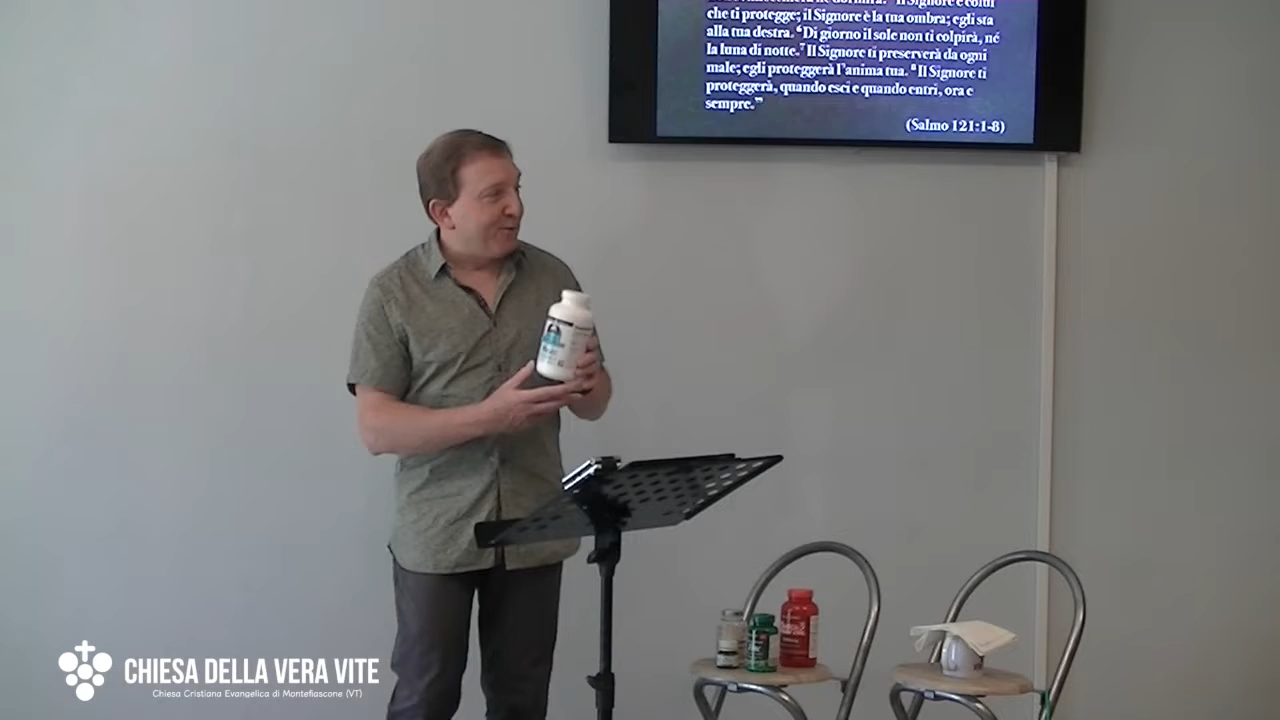 che ti protegge; il Signore è la tua ombra; egli sta
alla tua destra. ⁶Di giorno il sole non ti colpirà, né
la luna di notte.⁷ Il Signore ti preserverà da ogni
male; egli proteggerà l'anima tua. ⁸ Il Signore ti
proteggerà, quando esci e quando entri, ora e
sempre.”
(Salmo 121:1-8)
CHIESA DELLA VERA VITE
Chiesa Cristiana Evangelica di Montefiascone (VT)